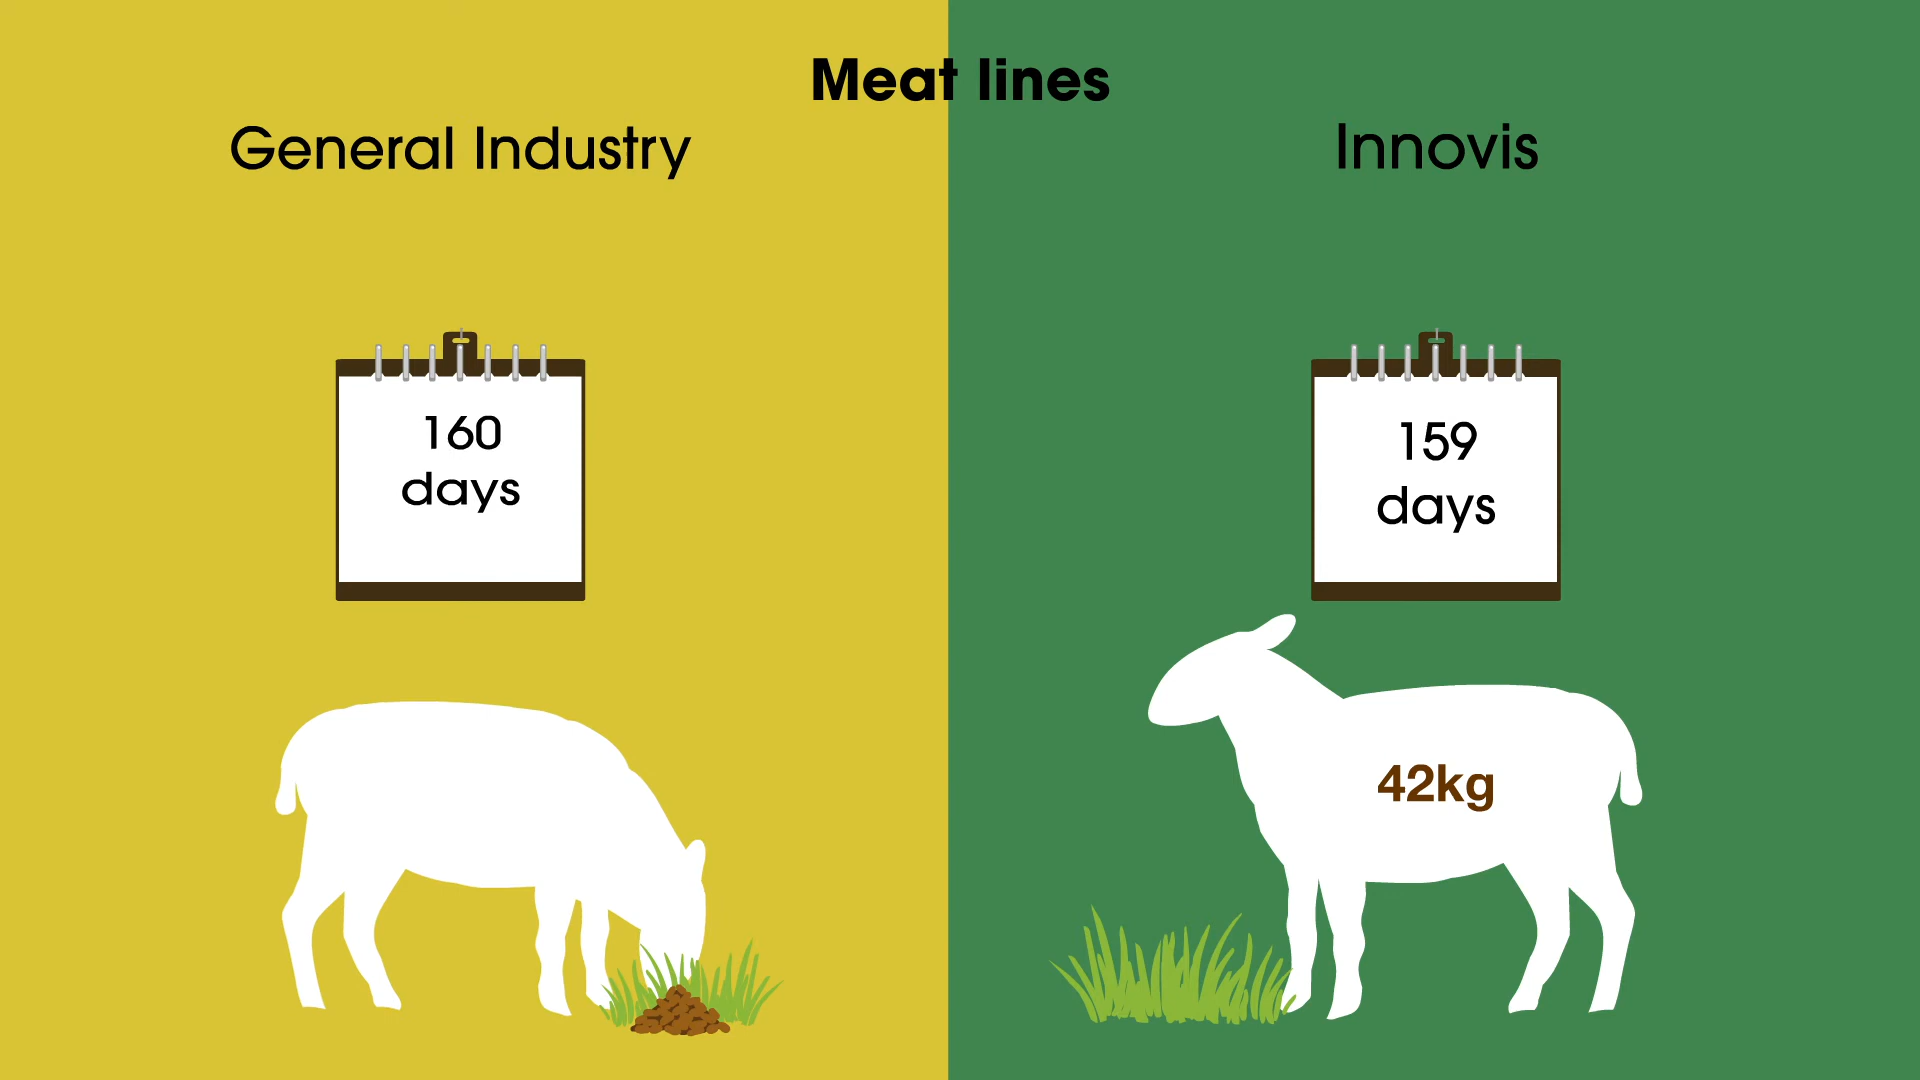 Meat lines
General Industry
Innovis
160
days
159
days
42kg